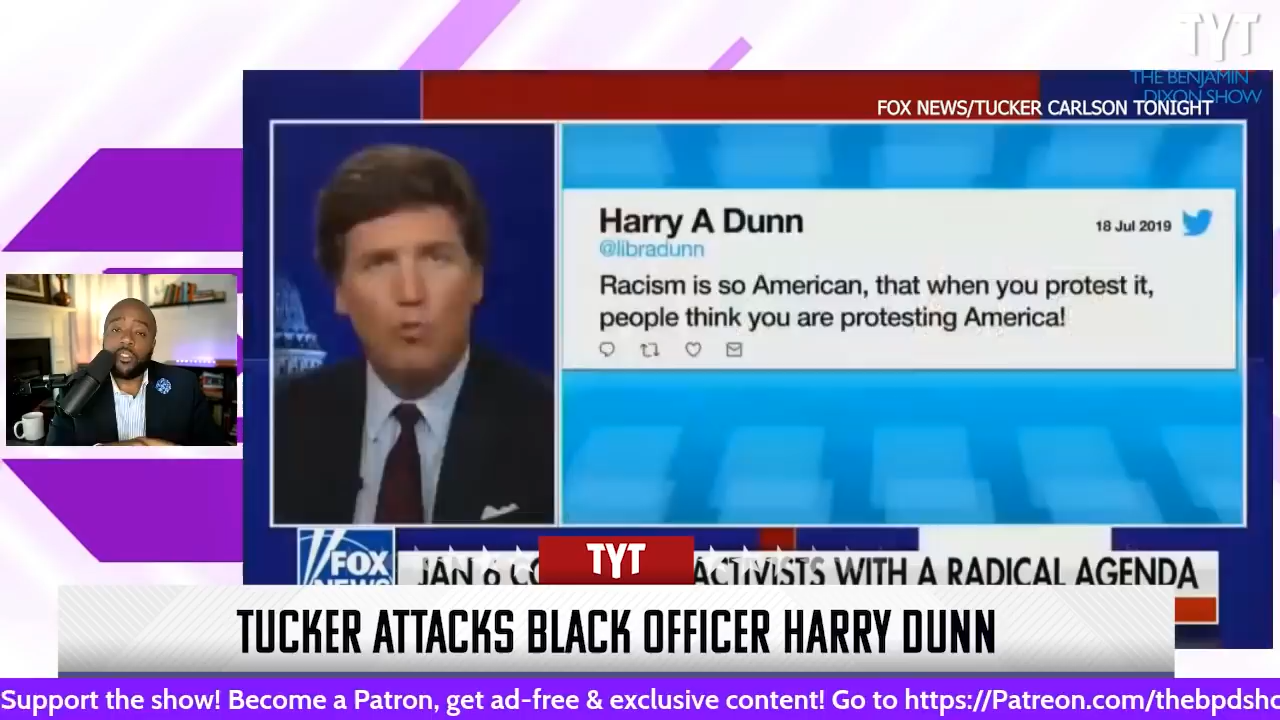 TYT
THE BENJAMIN
DIXON SHOW
FOX NEWS/TUCKER CARLSON TONIGHT
Harry A Dunn
@libradunn
18 Jul 2019
Racism is so American, that when you protest it,
people think you are protesting America!
FOX
NEWS
JAN 6 ACTIVISTS WITH A RADICAL AGENDA
TYT
TUCKER ATTACKS BLACK OFFICER HARRY DUNN
Support the show! Become a Patron, get ad-free & exclusive content! Go to https://Patreon.com/thebpdsho